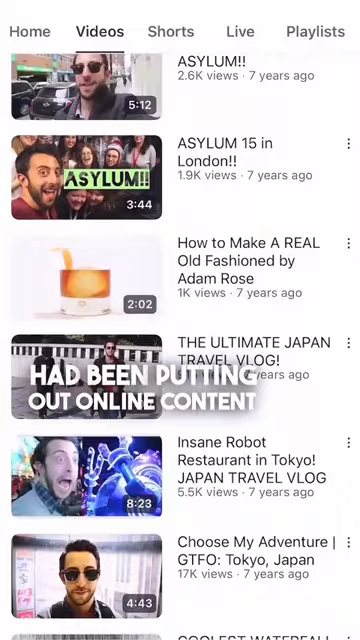 Home Videos Shorts Live Playlists
ASYLUM!!
2.6K views · 7 years ago
5:12
ASYLUM 15 in
London!!
1.9K views · 7 years ago
ASYLUM!!
3:44
How to Make A REAL
Old Fashioned by
Adam Rose
1K views · 7 years ago
2:02
THE ULTIMATE JAPAN
TRAVEL VLOG!
years ago
HAD BEEN PUTTING
OUT ONLINE CONTENT
Insane Robot
Restaurant in Tokyo!
JAPAN TRAVEL VLOG
5.5K views · 7 years ago
8:23
Choose My Adventure |
GTFO: Tokyo, Japan
17K views · 7 years ago
4:43